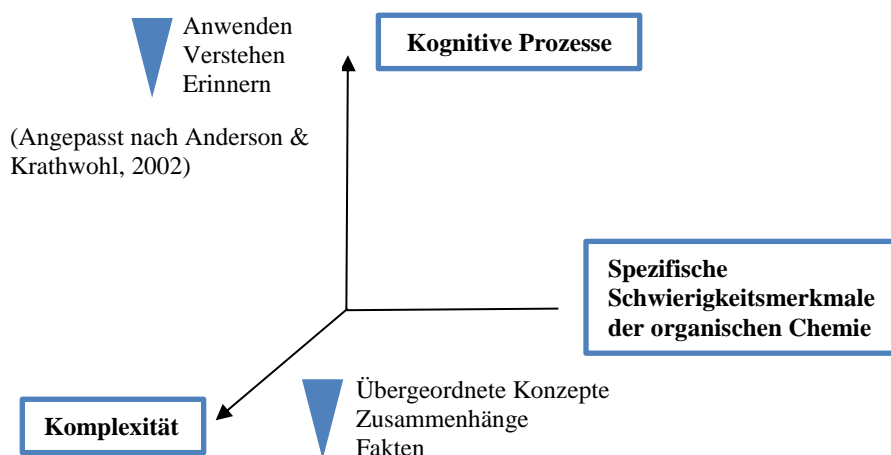 Anwenden
Verstehen
Erinnern
Kognitive Prozesse
(Angepasst nach Anderson &
Krathwohl, 2002)
Spezifische
Schwierigkeitsmerkmale
der organischen Chemie
Komplexität
Übergeordnete Konzepte
Zusammenhänge
Fakten